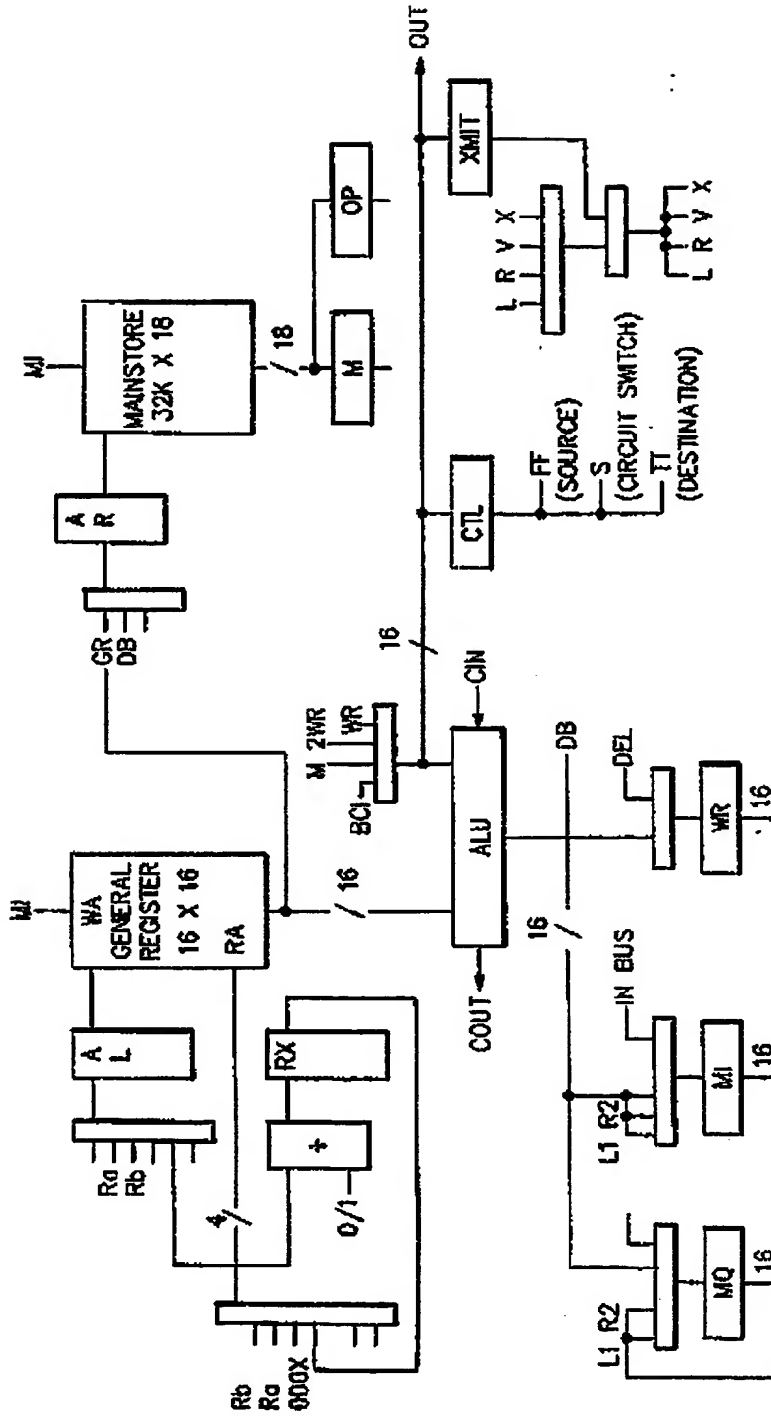 MI
MI
WA
GENERAL
REGISTER
16 X 16
RA
A
L
Ra
Rb
MAINSTORE
32K X 18
A
R
GR
DB
18
M
OP
RX
+
0/1
4
Rb
Ra
000X
16
M 2WR WR
BCI
16
OUT
COUT
ALU
CIN
CTL
FF
(SOURCE)
S
(CIRCUIT SWITCH)
TT
(DESTINATION)
XMIT
L R V X
L R V X
16
DB
L1 R2
L1 R2
IN BUS
DEL
MQ
MI
WR
16
16
16